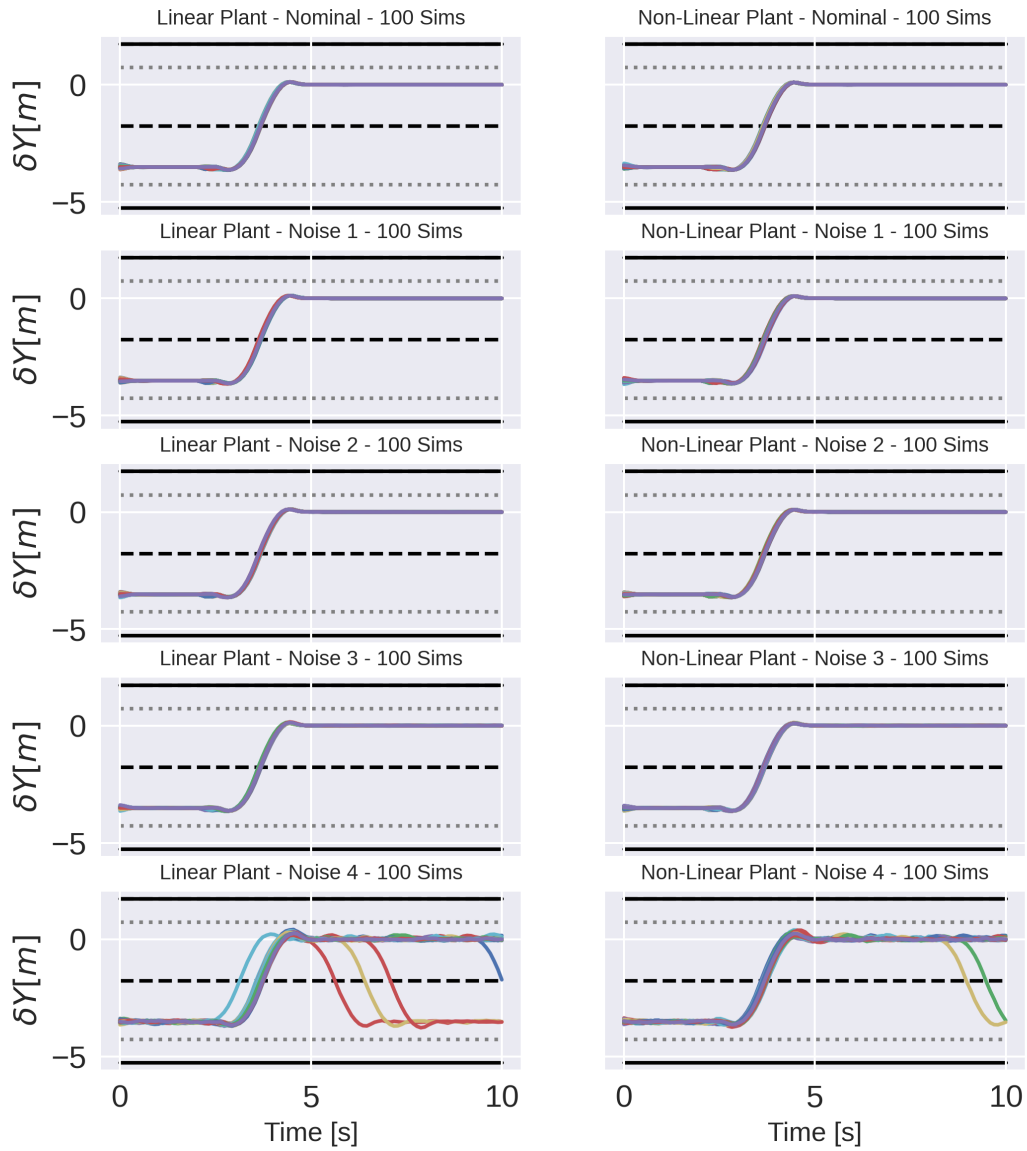 Linear Plant - Nominal - 100 Sims
Non-Linear Plant - Nominal - 100 Sims
δY[m]
0
−5
Linear Plant - Noise 1 - 100 Sims
Non-Linear Plant - Noise 1 - 100 Sims
δY[m]
0
−5
Linear Plant - Noise 2 - 100 Sims
Non-Linear Plant - Noise 2 - 100 Sims
δY[m]
0
−5
Linear Plant - Noise 3 - 100 Sims
Non-Linear Plant - Noise 3 - 100 Sims
δY[m]
0
−5
Linear Plant - Noise 4 - 100 Sims
Non-Linear Plant - Noise 4 - 100 Sims
δY[m]
0
−5
0 5 10
0 5 10
Time [s]
Time [s]